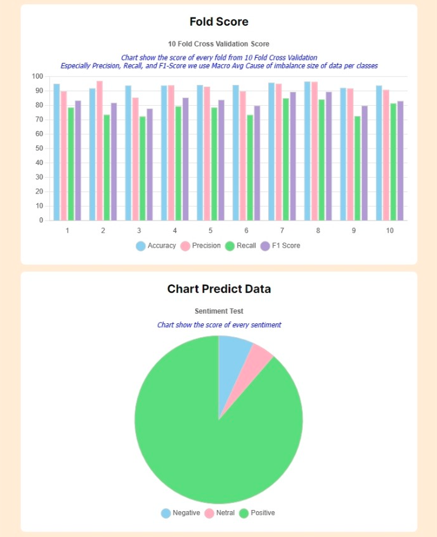 Fold Score
10 Fold Cross Validation Score
Chart show the score of every fold from 10 Fold Cross Validation
Especially Precision, Recall, and F1-Score we use Macro Avg Cause of imbalance size of data per classes
100
90
80
70
60
50
40
30
20
10
0
1 2 3 4 5 6 7 8 9 10
Accuracy Precision Recall F1 Score
Chart Predict Data
Sentiment Test
Chart show the score of every sentiment
Negative Netral Positive